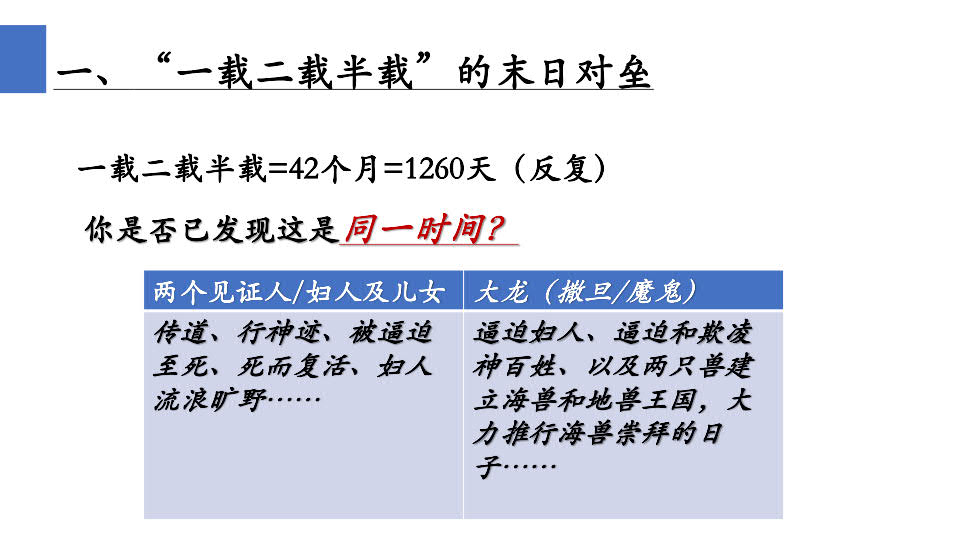 一、“一载二载半载”的末日对垒
一载二载半载=42个月=1260天（反复）
你是否已发现这是同一时间？
两个见证人/妇人及儿女
大龙（撒旦/魔鬼）
传道、行神迹、被逼迫
至死、死而复活、妇人
流浪旷野……
逼迫妇人、逼迫和欺凌
神百姓、以及两只兽建
立海兽和地兽王国，大
力推行海兽崇拜的日
子……